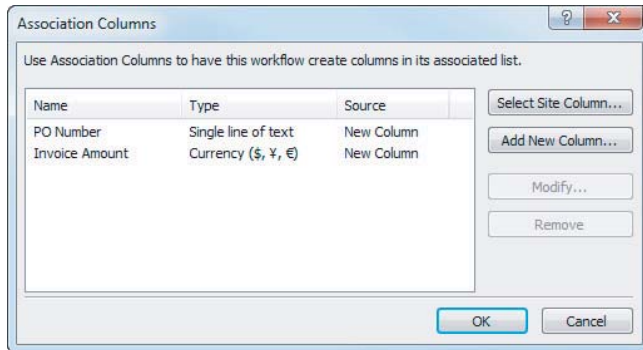 Association Columns
Use Association Columns to have this workflow create columns in its associated list.
Name Type Source
PO Number Single line of text New Column
Invoice Amount Currency ($, ¥, €) New Column
Select Site Column...
Add New Column...
Modify...
Remove
OK Cancel